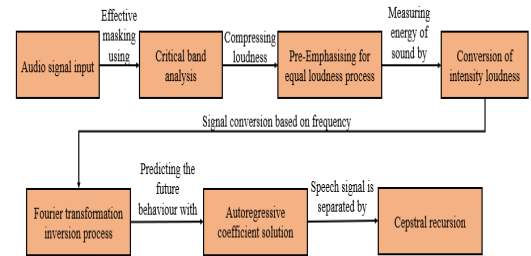 Effective
masking
using
Compressing
loudness
Measuring
energy of
sound by
Audio signal input
Critical band
analysis
Pre-Emphasising for
equal loudness process
Conversion of
intensity loudness
Signal conversion based on frequency
Predicting the
future
behaviour with
Speech signal is
separated by
Fourier transformation
inversion process
Autoregressive
coefficient solution
Cepstral recursion